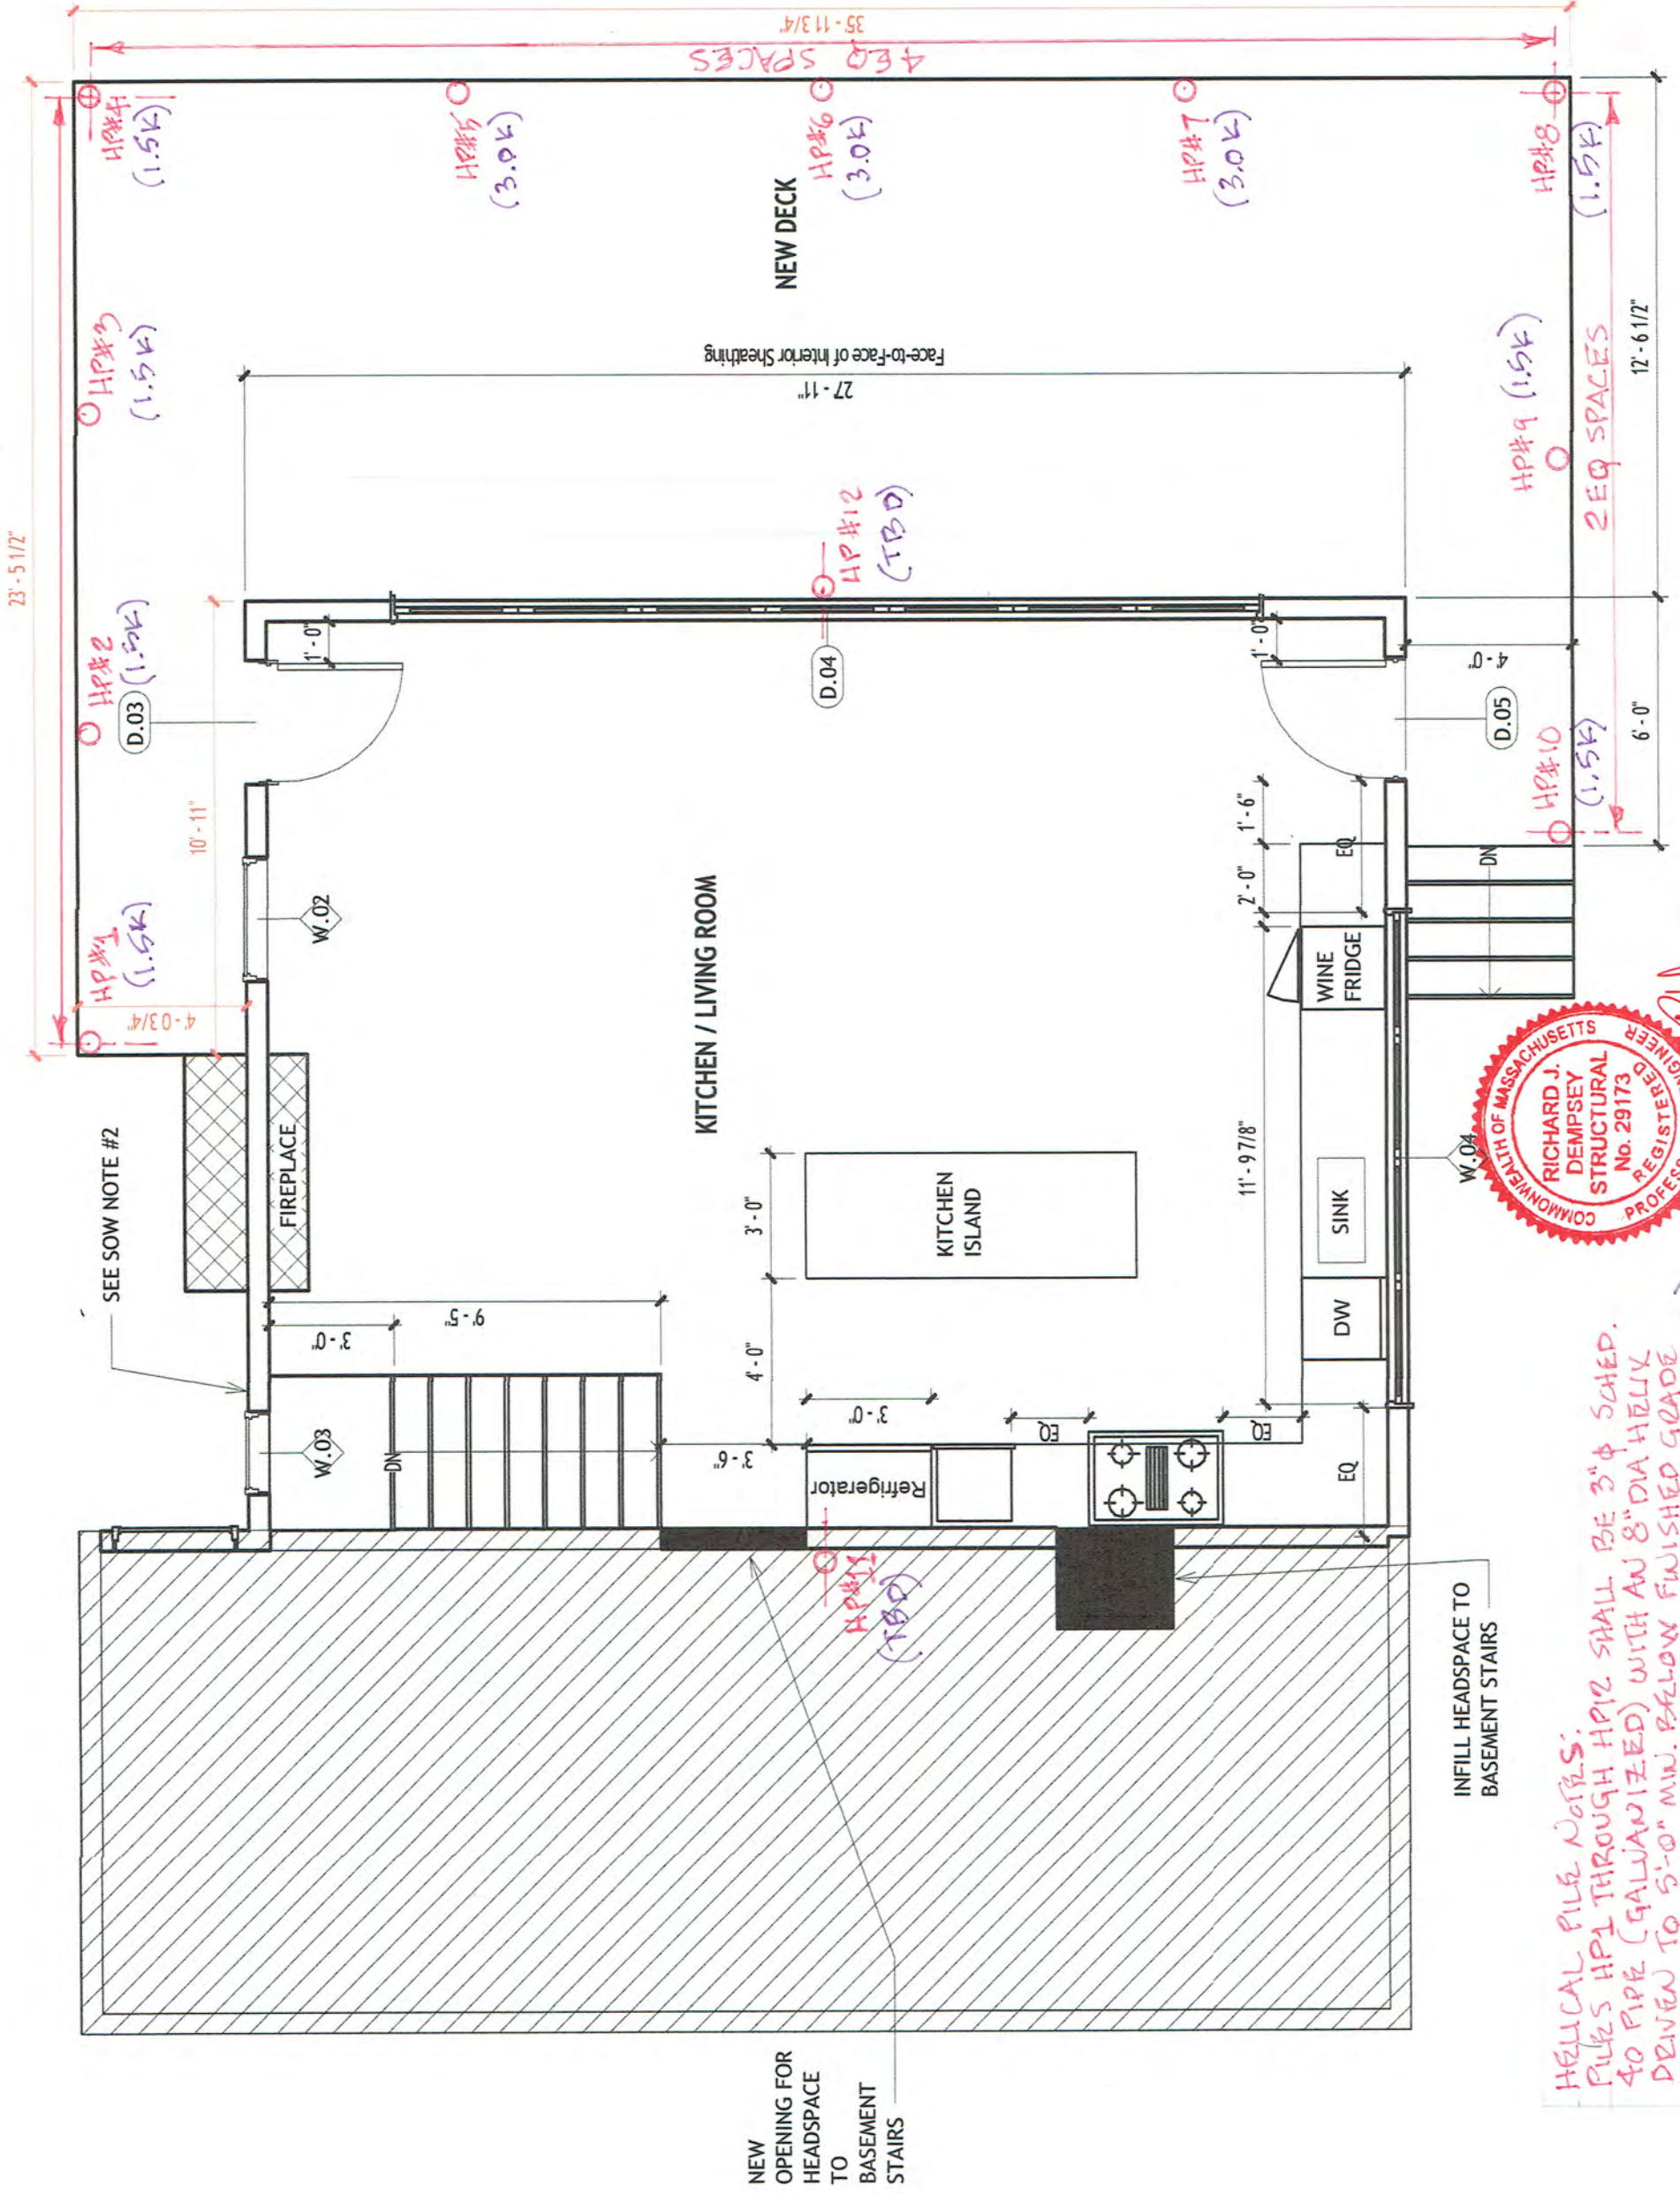 23' - 5 1/2"
35 - 11 3/4"
4 EQ SPACES
HP#1
(1.5K)
HP#2
(1.5K)
HP#3
(1.5K)
HP#4
(1.5K)
HP#5
(3.0K)
HP#6
(3.0K)
HP#7
(3.0K)
HP#8
(1.5K)
HP#9 (1.5K)
2 EQ SPACES
HP#10
(1.5K)
HP#11
(TBD)
HP#12
(TBD)
10' - 11"
4' - 0 3/4"
SEE SOW NOTE #2
FIREPLACE
W.03
W.02
D.03
1' - 0"
NEW DECK
27' - 11"
Face-to-Face of Interior Sheathing
D.04
KITCHEN / LIVING ROOM
3' - 0"
9' - 5"
DN
3' - 6"
4' - 0"
3' - 0"
KITCHEN
ISLAND
3' - 0"
Refrigerator
EQ
EQ
EQ
11' - 9 7/8"
2' - 0"
1' - 6"
EQ
1' - 0"
DW
SINK
WINE
FRIDGE
DN
D.05
4' - 0"
6' - 0"
12' - 6 1/2"
W.04
NEW
OPENING FOR
HEADSPACE
TO
BASEMENT
STAIRS
INFILL HEADSPACE TO
BASEMENT STAIRS
COMMONWEALTH OF MASSACHUSETTS
RICHARD J.
DEMPSEY
STRUCTURAL
No. 29173
REGISTERED
HELICAL PILE NOTES:
PILES HP1 THROUGH HP12 SHALL BE 3"ϕ SCHED.
40 PIPE (GALVANIZED) WITH AN 8" DIA HELIX
DRIVEN TO 5'-0" MIN. BELLOW FINISHED GRADE